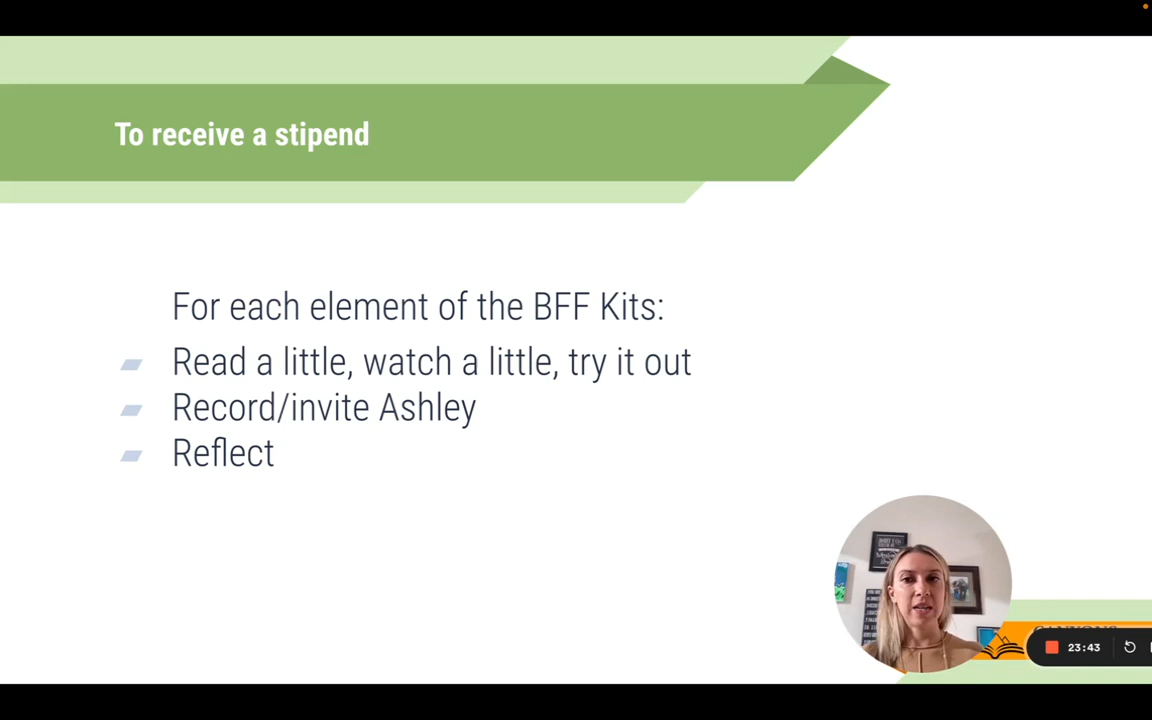 To receive a stipend
For each element of the BFF Kits:
Read a little, watch a little, try it out
Record/invite Ashley
Reflect
23:43